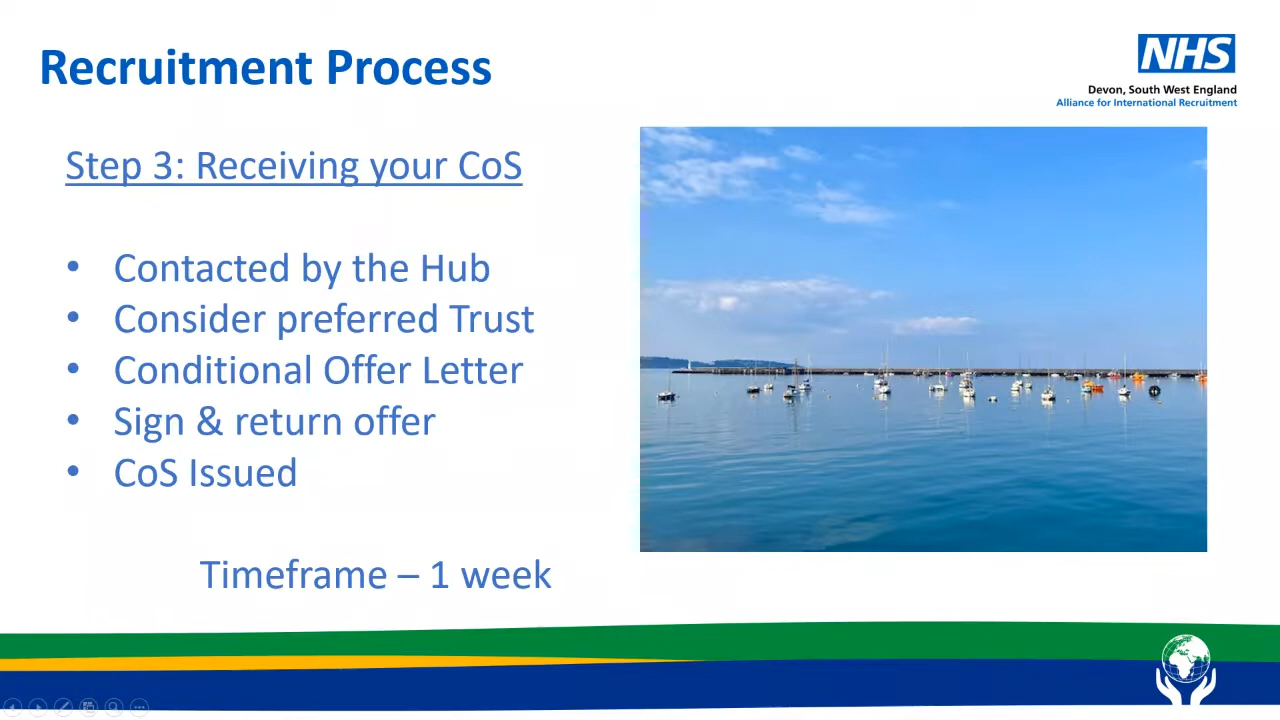 Recruitment Process
NHS
Devon, South West England
Alliance for International Recruitment
Step 3: Receiving your CoS
• Contacted by the Hub
• Consider preferred Trust
• Conditional Offer Letter
• Sign & return offer
• CoS Issued
Timeframe – 1 week